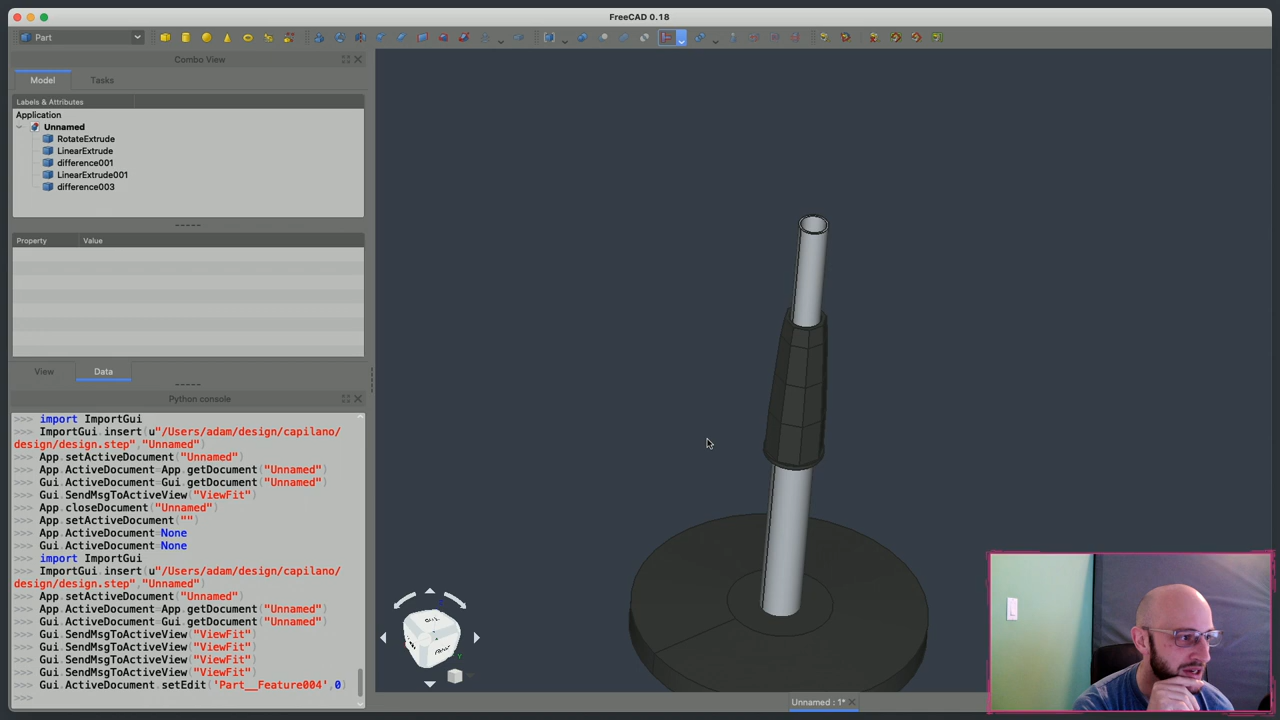 FreeCAD 0.18
Part
Combo View
Model Tasks
Labels & Attributes
Application
Unnamed
RotateExtrude
LinearExtrude
difference001
LinearExtrude001
difference003
Property Value
View Data
Python console
>>> import ImportGui
>>> ImportGui.insert(u"/Users/adam/design/capilano/
design/design.step","Unnamed")
>>> App.setActiveDocument("Unnamed")
>>> App.ActiveDocument=App.getDocument("Unnamed")
>>> Gui.ActiveDocument=Gui.getDocument("Unnamed")
>>> Gui.SendMsgToActiveView("ViewFit")
>>> App.closeDocument("Unnamed")
>>> App.setActiveDocument("")
>>> App.ActiveDocument=None
>>> Gui.ActiveDocument=None
>>> import ImportGui
>>> ImportGui.insert(u"/Users/adam/design/capilano/
design/design.step","Unnamed")
>>> App.setActiveDocument("Unnamed")
>>> App.ActiveDocument=App.getDocument("Unnamed")
>>> Gui.ActiveDocument=Gui.getDocument("Unnamed")
>>> Gui.SendMsgToActiveView("ViewFit")
>>> Gui.SendMsgToActiveView("ViewFit")
>>> Gui.SendMsgToActiveView("ViewFit")
>>> Gui.SendMsgToActiveView("ViewFit")
>>> Gui.ActiveDocument.setEdit('Part__Feature004',0)
>>>
Unnamed : 1*